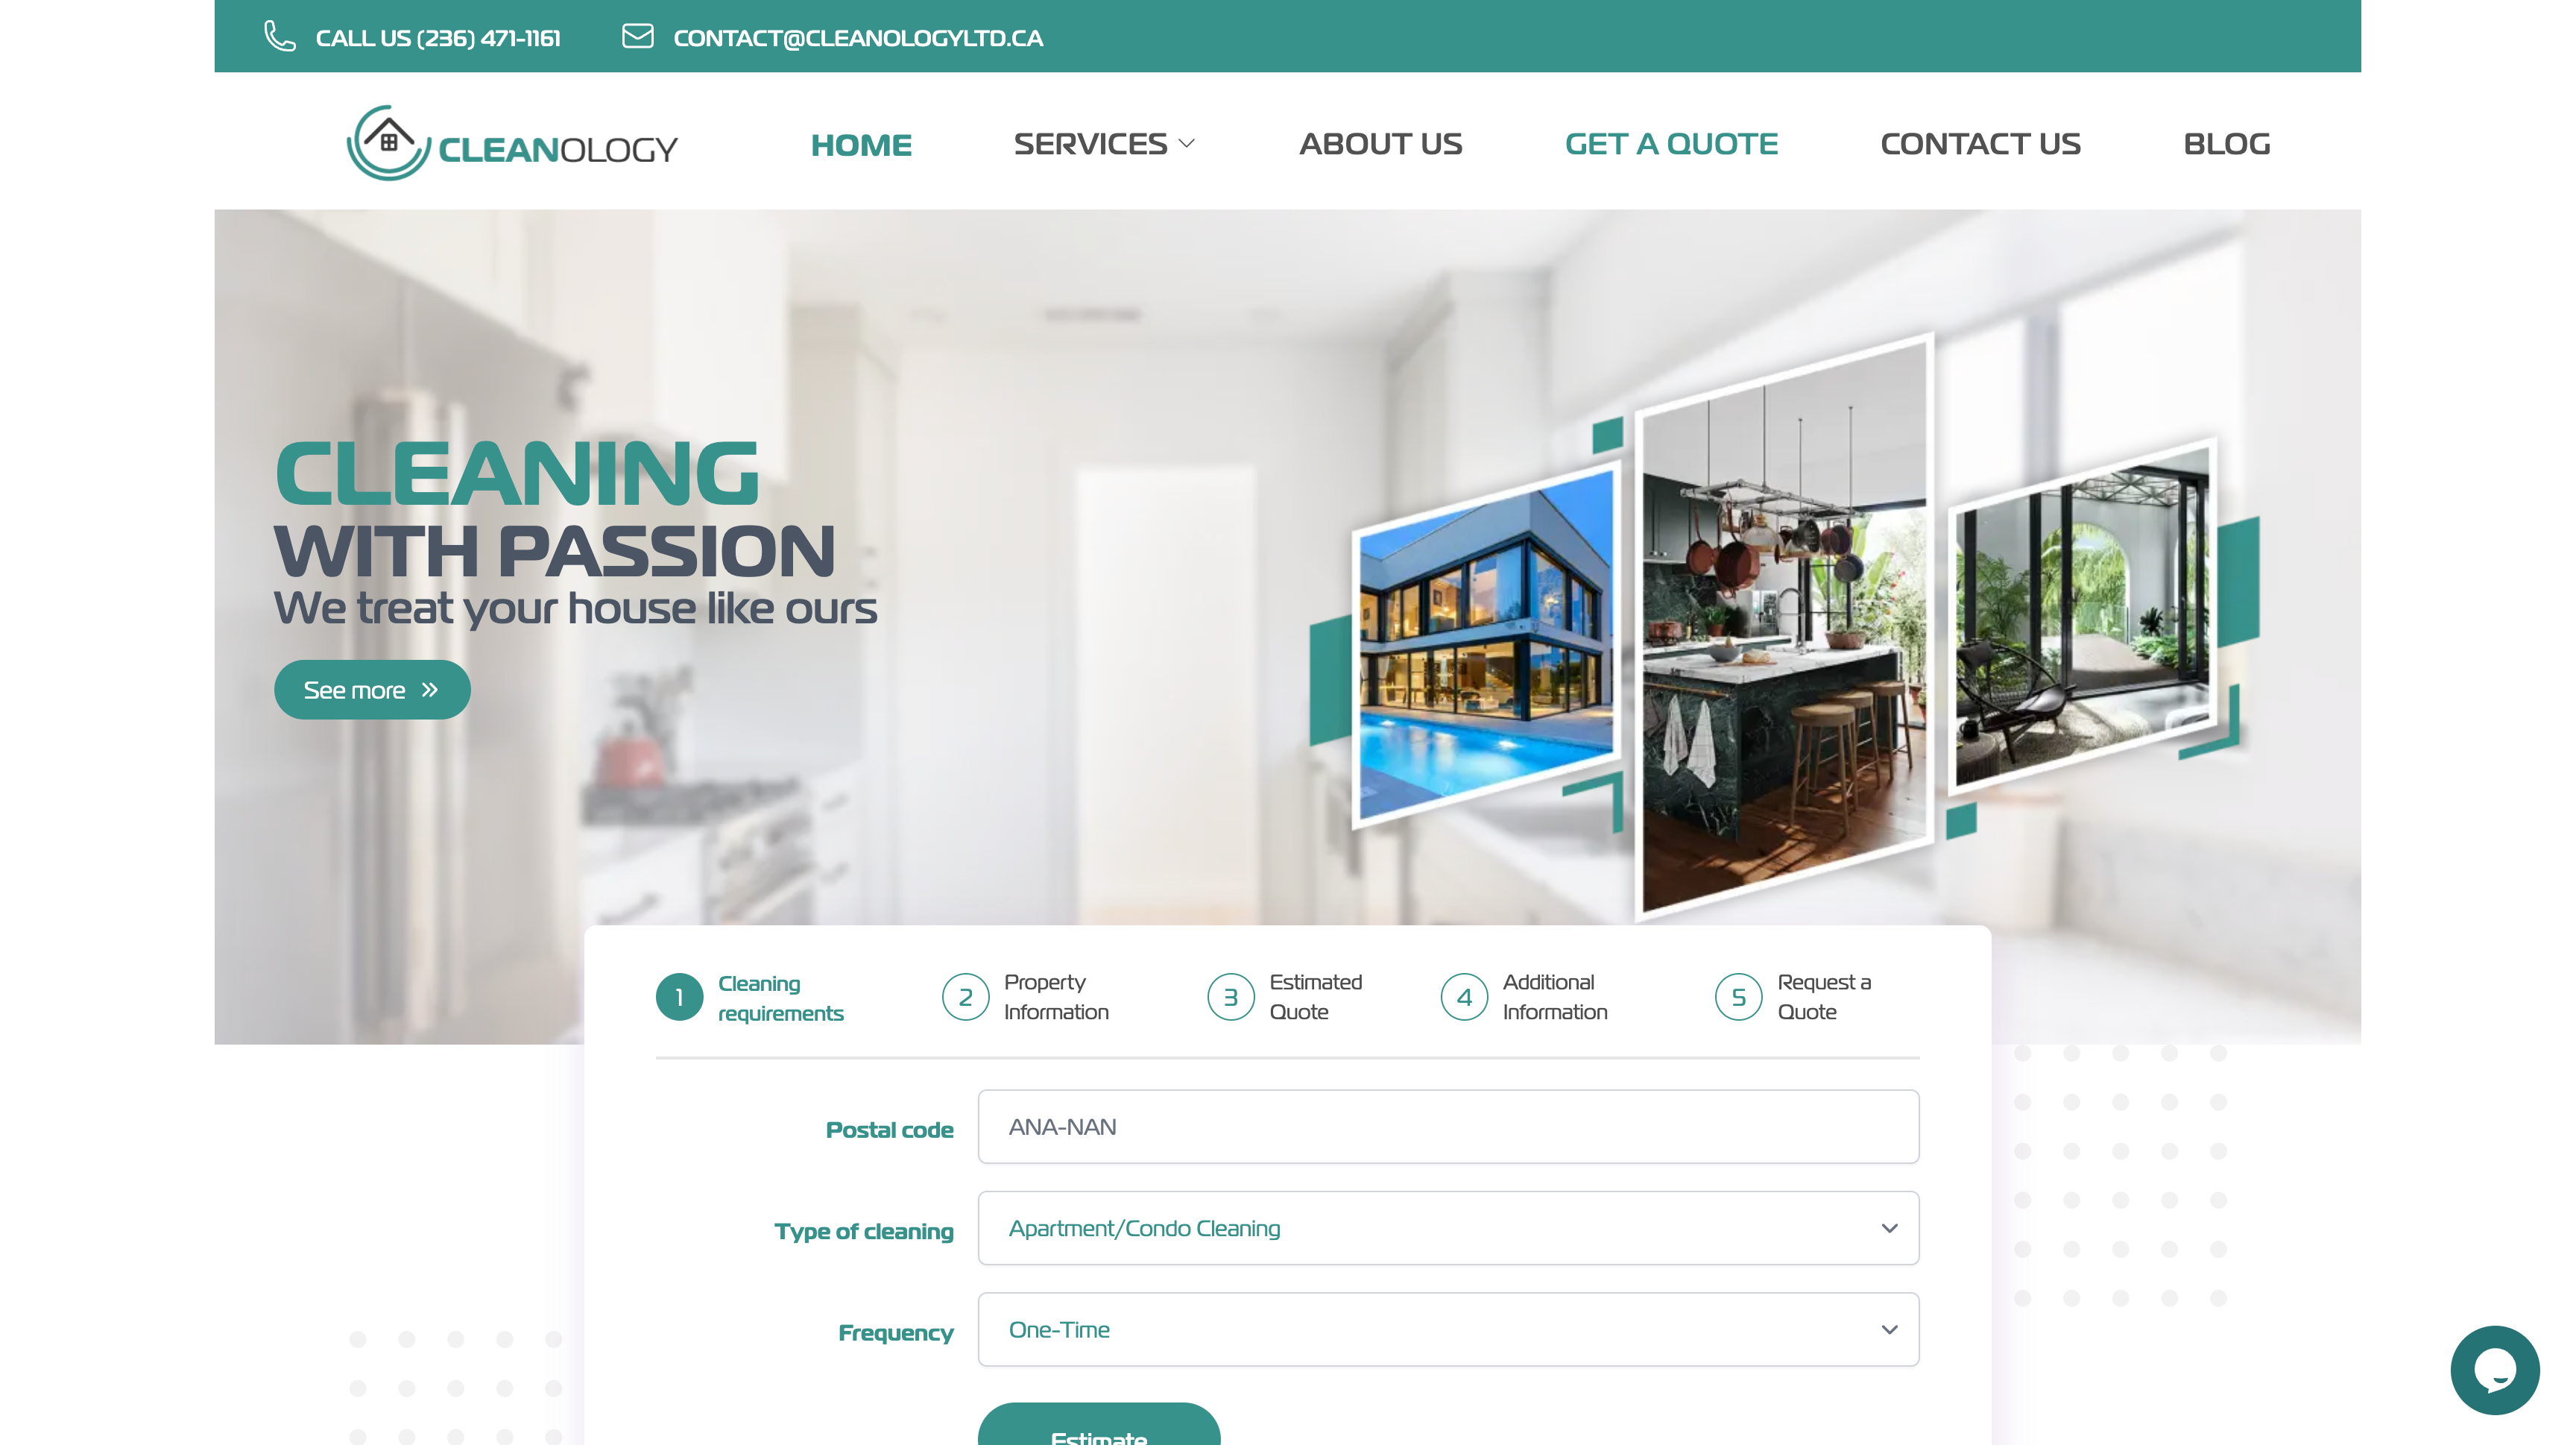 CALL US (236) 471-1161
CONTACT@CLEANOLOGYLTD.CA
CLEANOLOGY
HOME
SERVICES
ABOUT US
GET A QUOTE
CONTACT US
BLOG
CLEANING
WITH PASSION
We treat your house like ours
See more
1 Cleaning
requirements
2 Property
Information
3 Estimated
Quote
4 Additional
Information
5 Request a
Quote
Postal code
ANA-NAN
Type of cleaning
Apartment/Condo Cleaning
Frequency
One-Time
Estimate